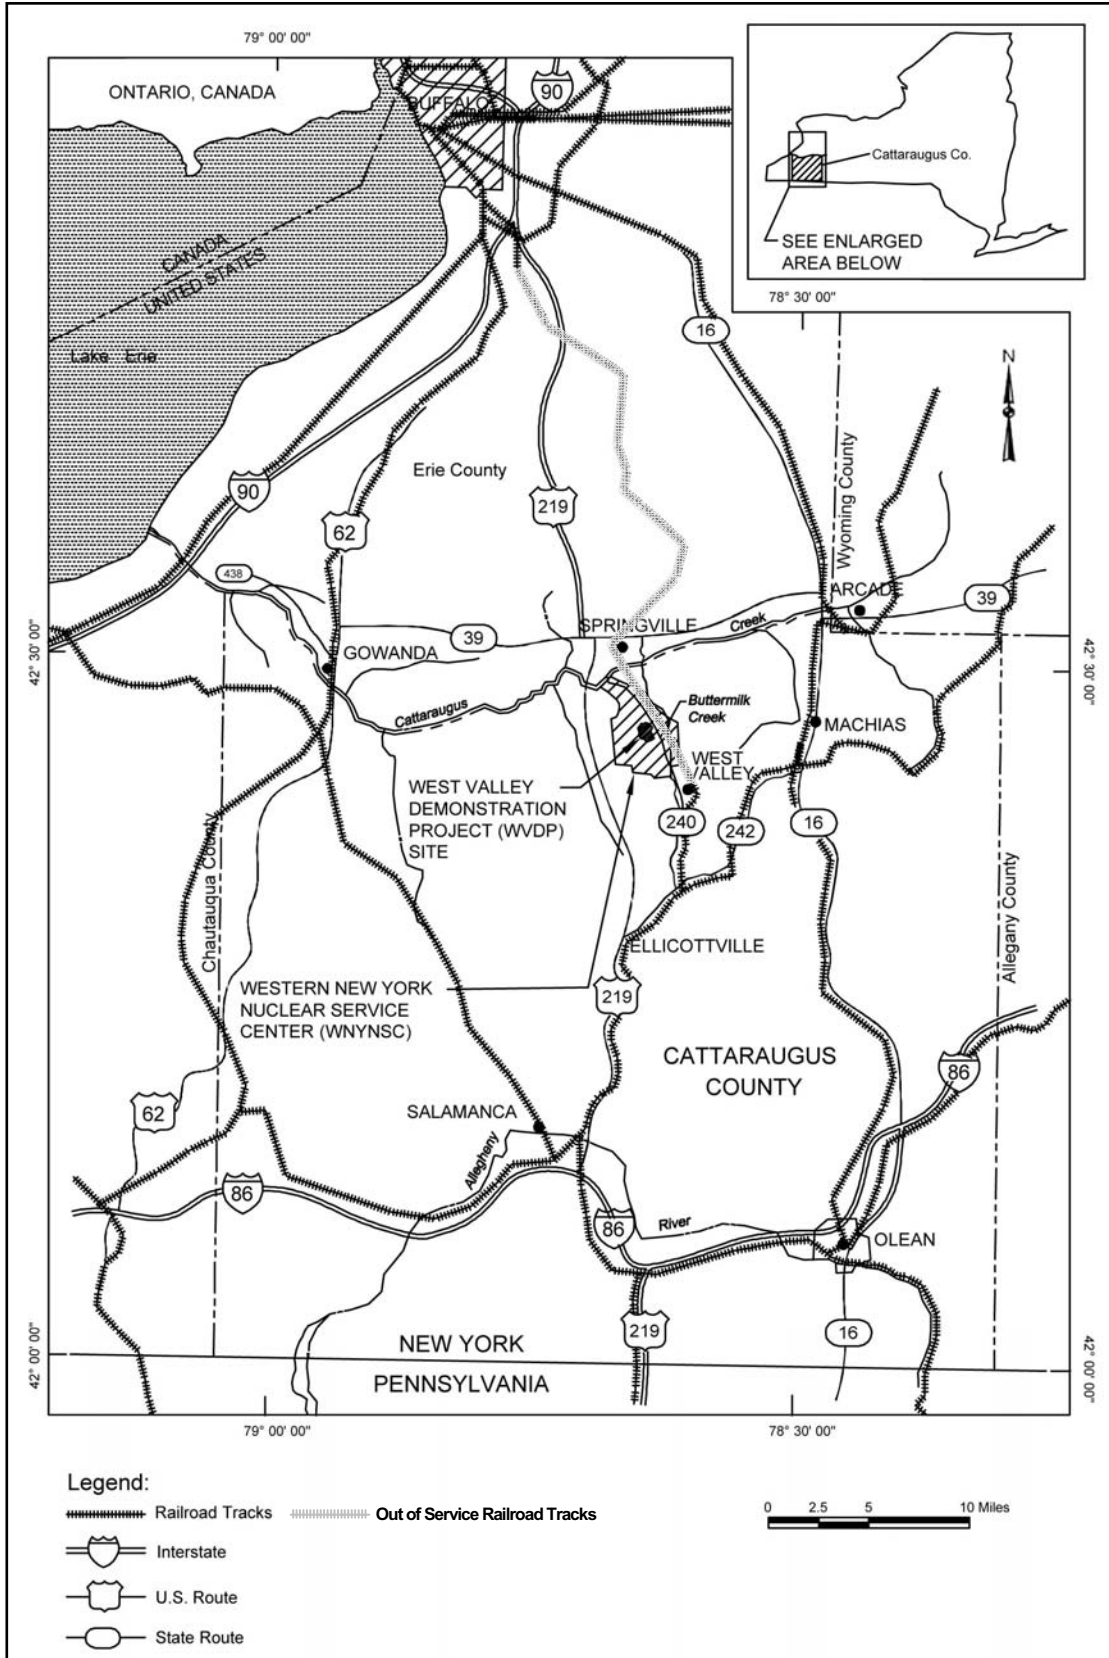 79° 00' 00"
ONTARIO, CANADA
BUFFALO
90
Cattaraugus Co.
SEE ENLARGED
AREA BELOW
CANADA
UNITED STATES
Lake Erie
78° 30' 00"
16
N
Erie County
Wyoming County
90
62
219
438
39
SPRINGVILLE
Creek
ARCADE
39
42° 30' 00"
42° 30' 00"
GOWANDA
Cattaraugus
Buttermilk
Creek
MACHIAS
WEST
VALLEY
WEST VALLEY
DEMONSTRATION
PROJECT (WVDP)
SITE
240
242
16
Chautauqua County
Allegany County
ELLICOTTVILLE
WESTERN NEW YORK
NUCLEAR SERVICE
CENTER (WNYNSC)
219
CATTARAUGUS
COUNTY
86
62
SALAMANCA
Allegheny
86
86
River
OLEAN
219
16
42° 00' 00"
42° 00' 00"
NEW YORK
PENNSYLVANIA
79° 00' 00"
78° 30' 00"
Legend:
Railroad Tracks
Out of Service Railroad Tracks
Interstate
U.S. Route
State Route
0 2.5 5 10 Miles